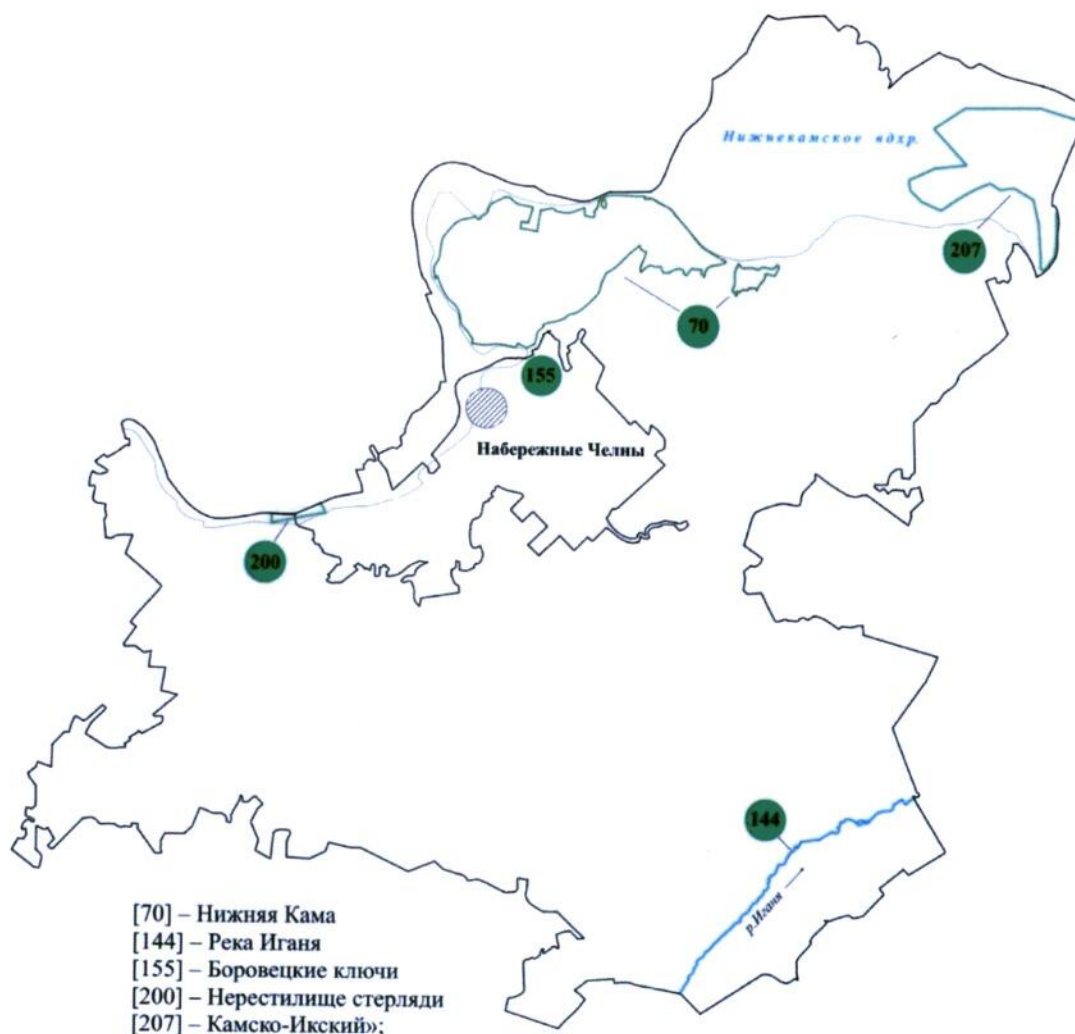 Нижнекамское вдхр.
207
70
155
Набережные Челны
200
144
р.Иганя
[70] – Нижняя Кама
[144] – Река Иганя
[155] – Боровецкие ключи
[200] – Нерестилище стерляди
[207] – Камско-Икский»;